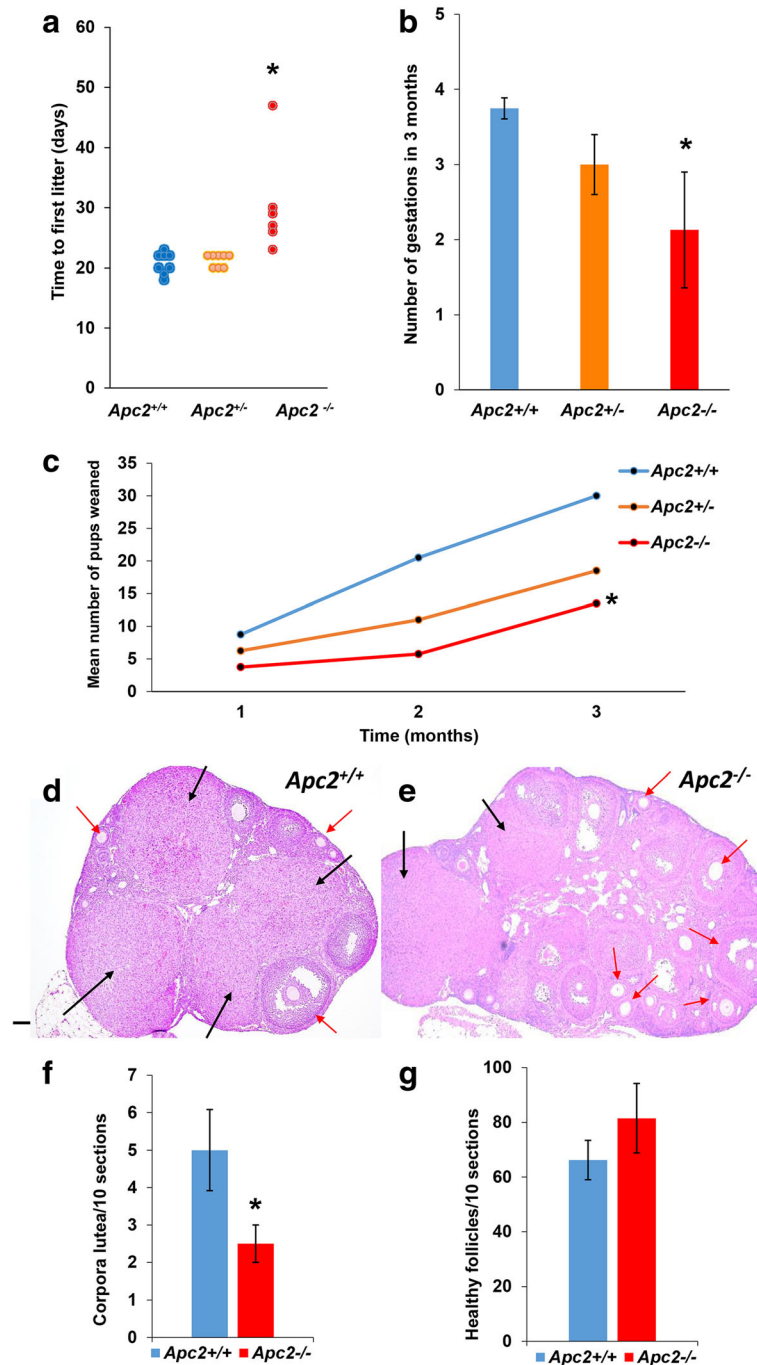 a
Time to first litter (days)
60
50
40
30
20
10
0
*
Apc2+/+ Apc2+/- Apc2 -/-
b
Number of gestations in 3 months
5
4
3
2
1
0
*
Apc2+/+ Apc2+/- Apc2-/-
c
Mean number of pups weaned
35
30
25
20
15
10
5
0
*
1 2 3
Time (months)
Apc2+/+
Apc2+/-
Apc2-/-
d
Apc2+/+
e
Apc2-/-
f
Corpora lutea/10 sections
7
6
5
4
3
2
1
0
*
Apc2+/+ Apc2-/-
g
Healthy follicles/10 sections
100
80
60
40
20
0
Apc2+/+ Apc2-/-